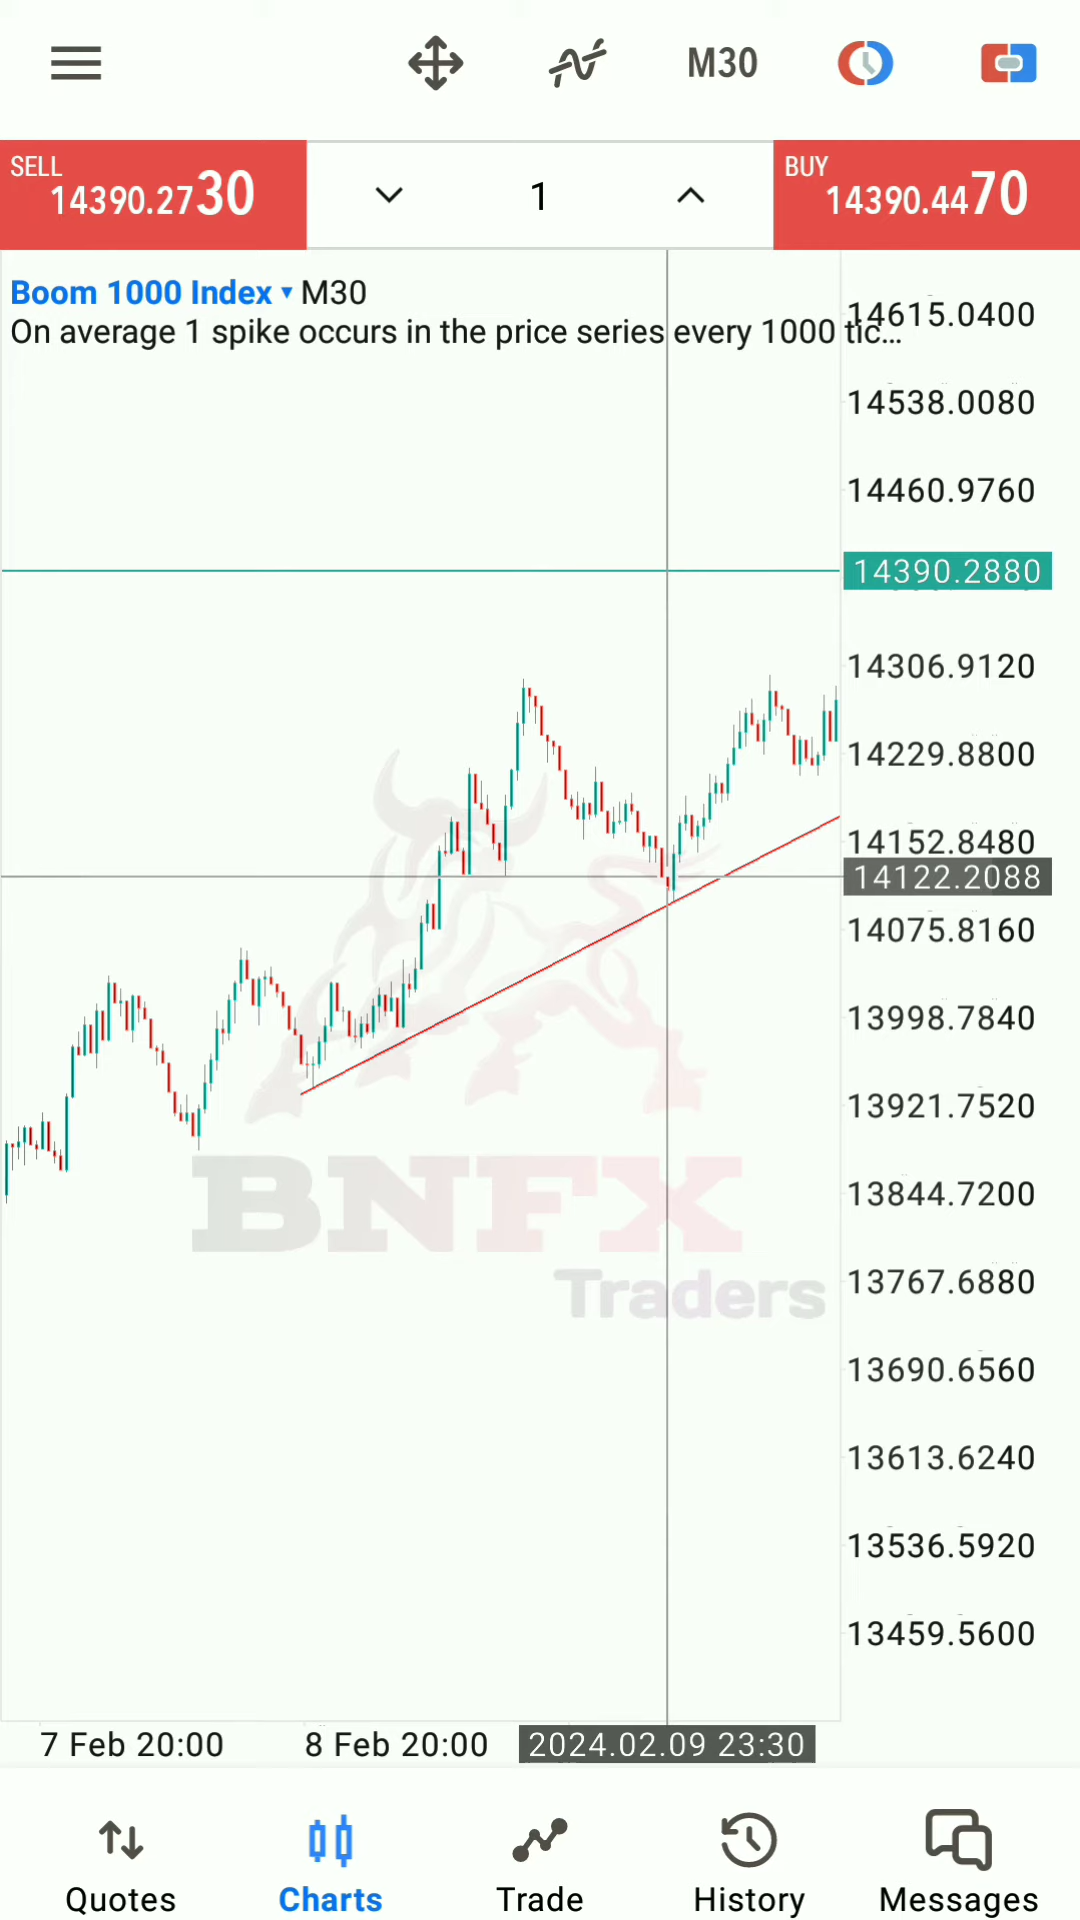 M30
SELL
14390.2730
1
BUY
14390.4470
Boom 1000 Index ▾ M30
On average 1 spike occurs in the price series every 1000 tic...
14615.0400
14538.0080
14460.9760
14390.2880
14306.9120
14229.8800
14152.8480
14122.2088
14075.8160
13998.7840
13921.7520
13844.7200
13767.6880
13690.6560
13613.6240
13536.5920
13459.5600
BNFX
Traders
7 Feb 20:00
8 Feb 20:00
2024.02.09 23:30
Quotes
Charts
Trade
History
Messages